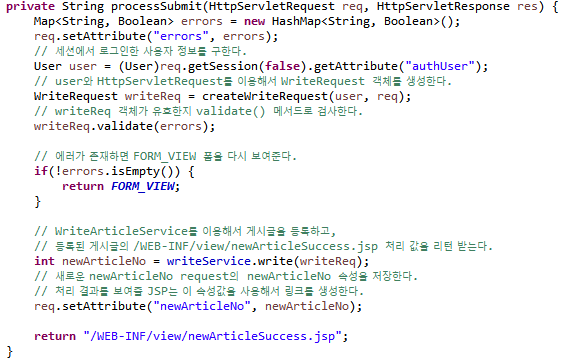 private String processSubmit(HttpServletRequest req, HttpServletResponse res) {
    Map<String, Boolean> errors = new HashMap<String, Boolean>();
    req.setAttribute("errors", errors);
    // 세션에서 로그인한 사용자 정보를 구한다.
    User user = (User)req.getSession(false).getAttribute("authUser");
    // user와 HttpServletRequest를 이용해서 WriteRequest 객체를 생성한다.
    WriteRequest writeReq = createWriteRequest(user, req);
    // writeReq 객체가 유효한지 validate() 메서드로 검사한다.
    writeReq.validate(errors);

    // 에러가 존재하면 FORM_VIEW 폼을 다시 보여준다.
    if(!errors.isEmpty()) {
        return FORM_VIEW;
    }

    // WriteArticleService를 이용해서 게시글을 등록하고,
    // 등록된 게시글의 /WEB-INF/view/newArticleSuccess.jsp 처리 값을 리턴 받는다.
    int newArticleNo = writeService.write(writeReq);
    // 새로운 newArticleNo request의 newArticleNo 속성을 저장한다.
    // 처리 결과를 보여줄 JSP는 이 속성값을 사용해서 링크를 생성한다.
    req.setAttribute("newArticleNo", newArticleNo);

    return "/WEB-INF/view/newArticleSuccess.jsp";
}